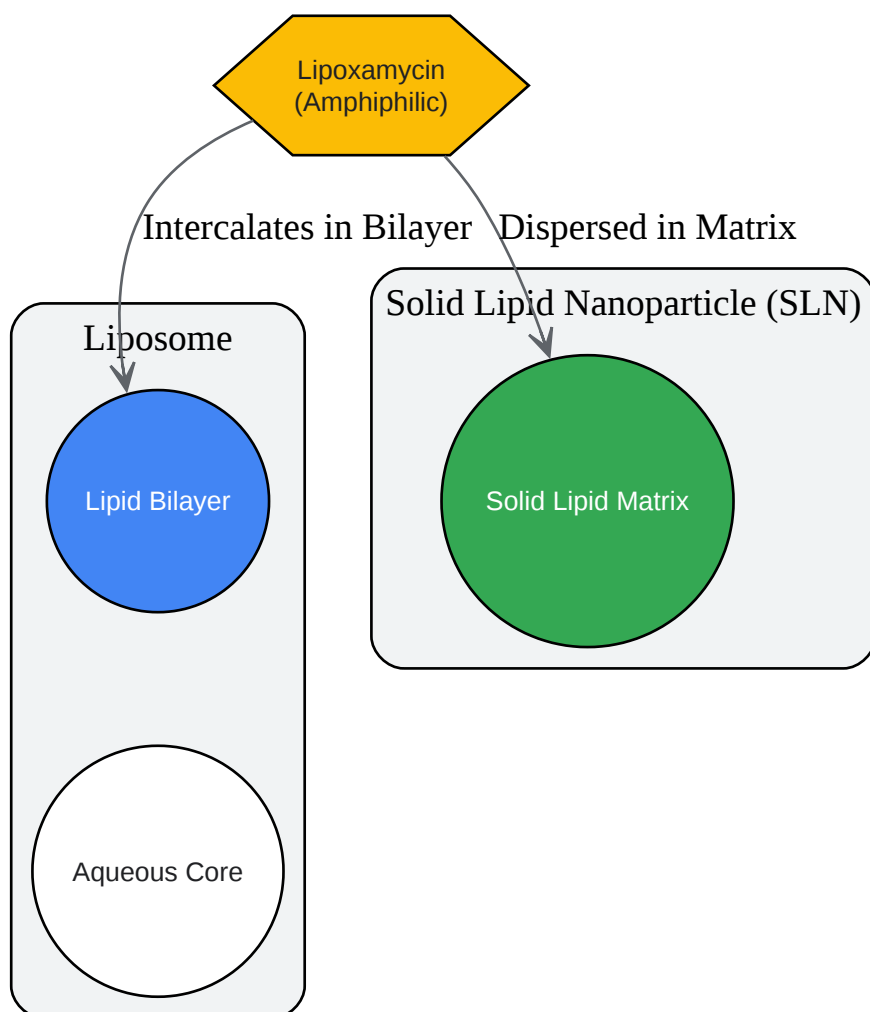 Lipoxamycin
(Amphiphilic)
Intercalates in Bilayer
Dispersed in Matrix
Liposome
Solid Lipid Nanoparticle (SLN)
Lipid Bilayer
Solid Lipid Matrix
Aqueous Core